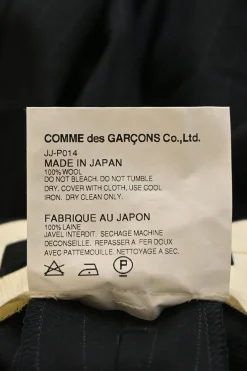 COMME des GARÇONS Co.,Ltd.
JJ-P014
MADE IN JAPAN
100% WOOL
DO NOT BLEACH. DO NOT TUMBLE
DRY. COVER WITH CLOTH, USE COOL
IRON. DRY CLEAN ONLY.
FABRIQUE AU JAPON
100% LAINE
JAVEL INTERDIT. SECHAGE MACHINE
DECONSEILLE. REPASSER A FER DOUX
AVEC PATTEMOUILLE. NETTOYAGE A SEC.
P